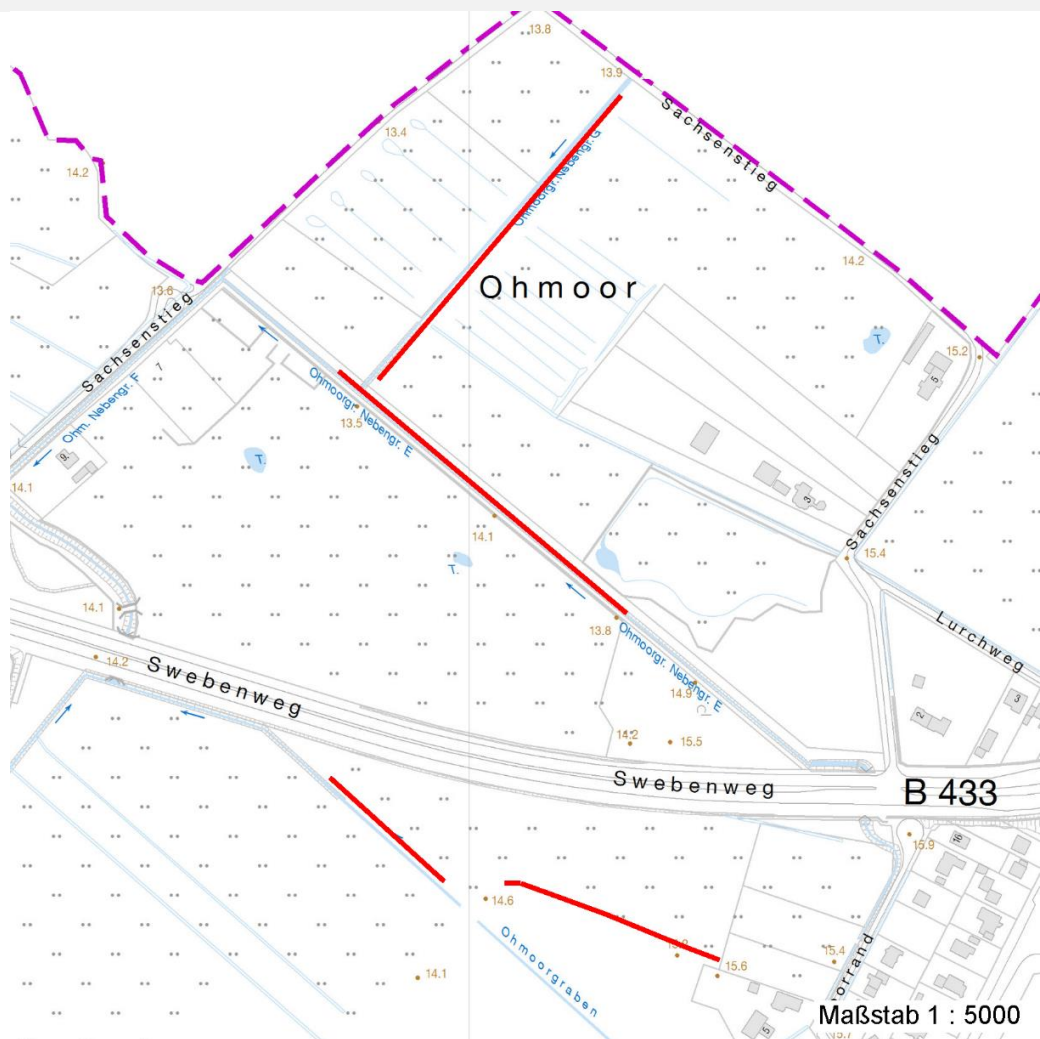 13.8
13.9
Sachsenstieg
13.4
Ohmoorgr. Nebengr. G
14.2
14.2
Ohmoor
13.6
Sachsenstieg
7
T.
15.2
5
Ohmoorgr. Nebengr. E
13.5
Ohm. Nebengr. F
Sachsenstieg
9
T.
14.1
3
14.1
T.
15.4
14.1
13.8
Ohmoorgr. Nebengr. E
Lurchweg
14.2
Swebenweg
14.9
3
2
14.2
15.5
Swebenweg
B 433
15.9
16
14.6
Ohmoorgraben
14.1
15.6
15.4
5
Maßstab 1 : 5000